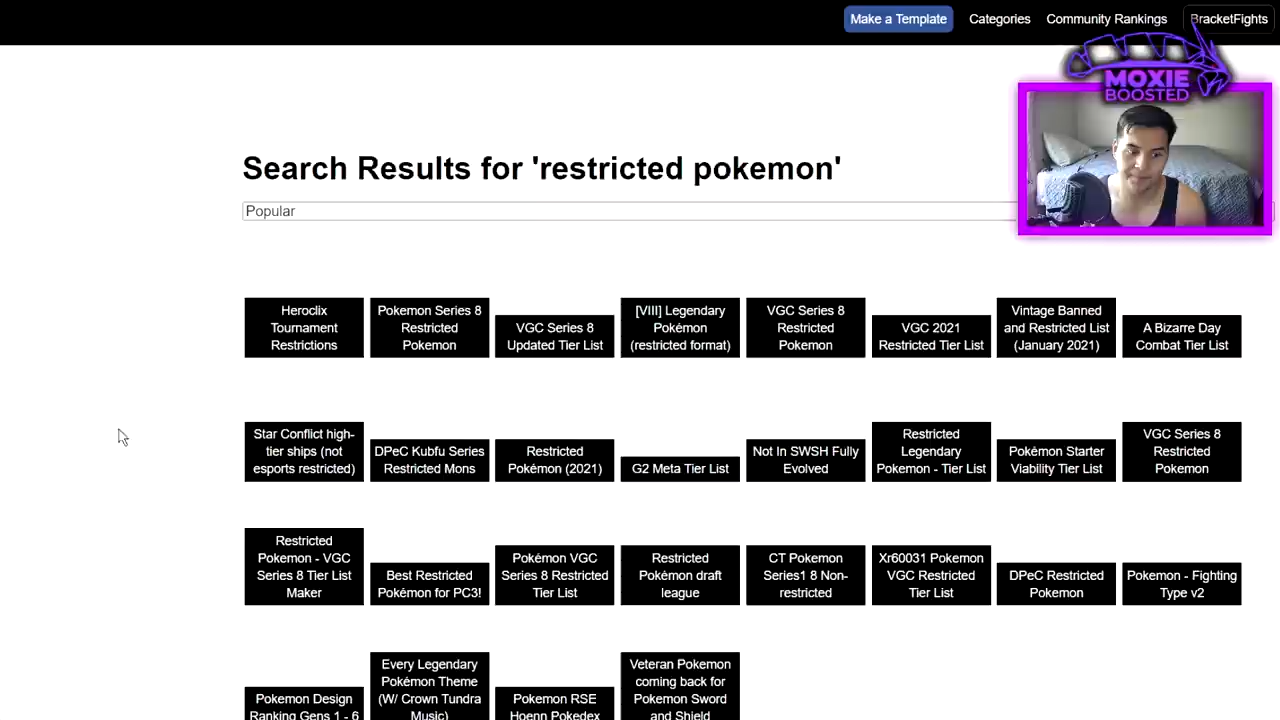 Make a Template Categories Community Rankings BracketFights
MOXIE
BOOSTED
Search Results for 'restricted pokemon'
Popular
Heroclix
Tournament
Restrictions
Pokemon Series 8
Restricted
Pokemon
VGC Series 8
Updated Tier List
[VIII] Legendary
Pokémon
(restricted format)
VGC Series 8
Restricted
Pokemon
VGC 2021
Restricted Tier List
Vintage Banned
and Restricted List
(January 2021)
A Bizarre Day
Combat Tier List
Star Conflict high-
tier ships (not
esports restricted)
DPeC Kubfu Series
Restricted Mons
Restricted
Pokémon (2021)
G2 Meta Tier List
Not In SWSH Fully
Evolved
Restricted
Legendary
Pokemon - Tier List
Pokémon Starter
Viability Tier List
VGC Series 8
Restricted
Pokemon
Restricted
Pokemon - VGC
Series 8 Tier List
Maker
Best Restricted
Pokémon for PC3!
Pokémon VGC
Series 8 Restricted
Tier List
Restricted
Pokémon draft
league
CT Pokemon
Series1 8 Non-
restricted
Xr60031 Pokemon
VGC Restricted
Tier List
DPeC Restricted
Pokemon
Pokemon - Fighting
Type v2
Pokemon Design
Ranking Gens 1 - 6
Every Legendary
Pokémon Theme
(W/ Crown Tundra
Music)
Pokemon RSE
Hoenn Pokedex
Veteran Pokemon
coming back for
Pokemon Sword
and Shield